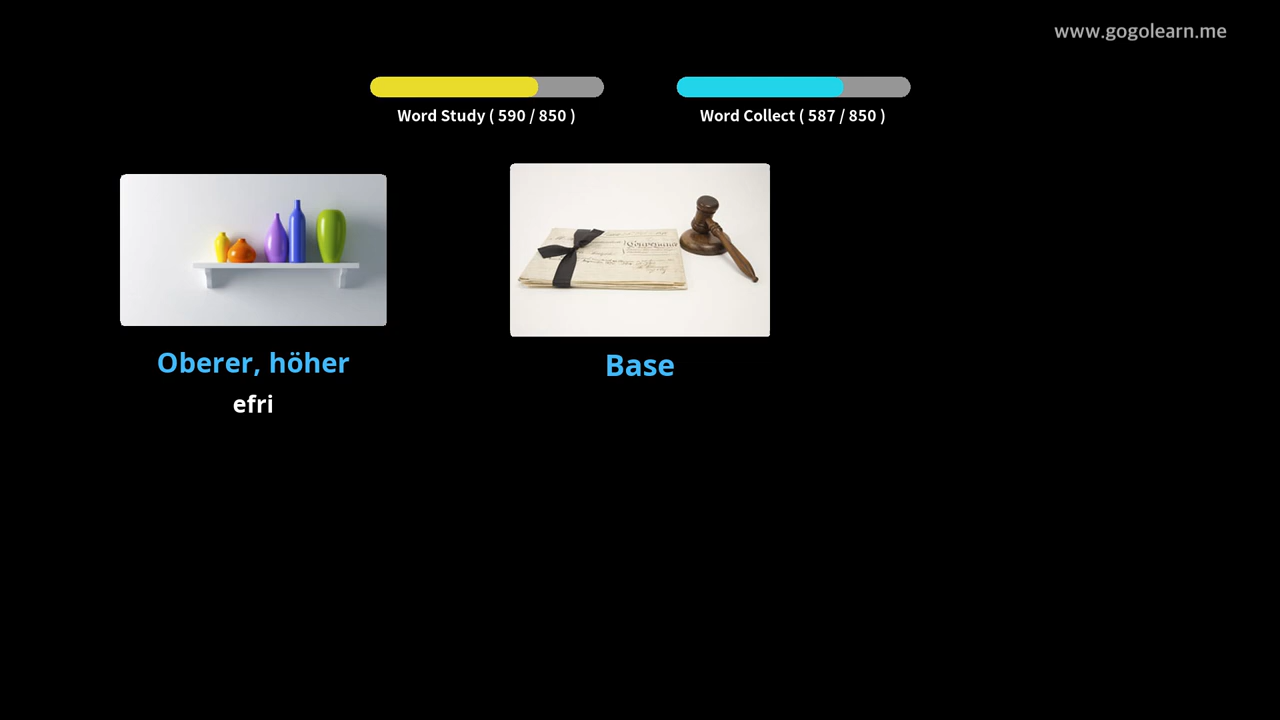 www.gogolearn.me
Word Study ( 590 / 850 )
Word Collect ( 587 / 850 )
Oberer, höher
efri
Base